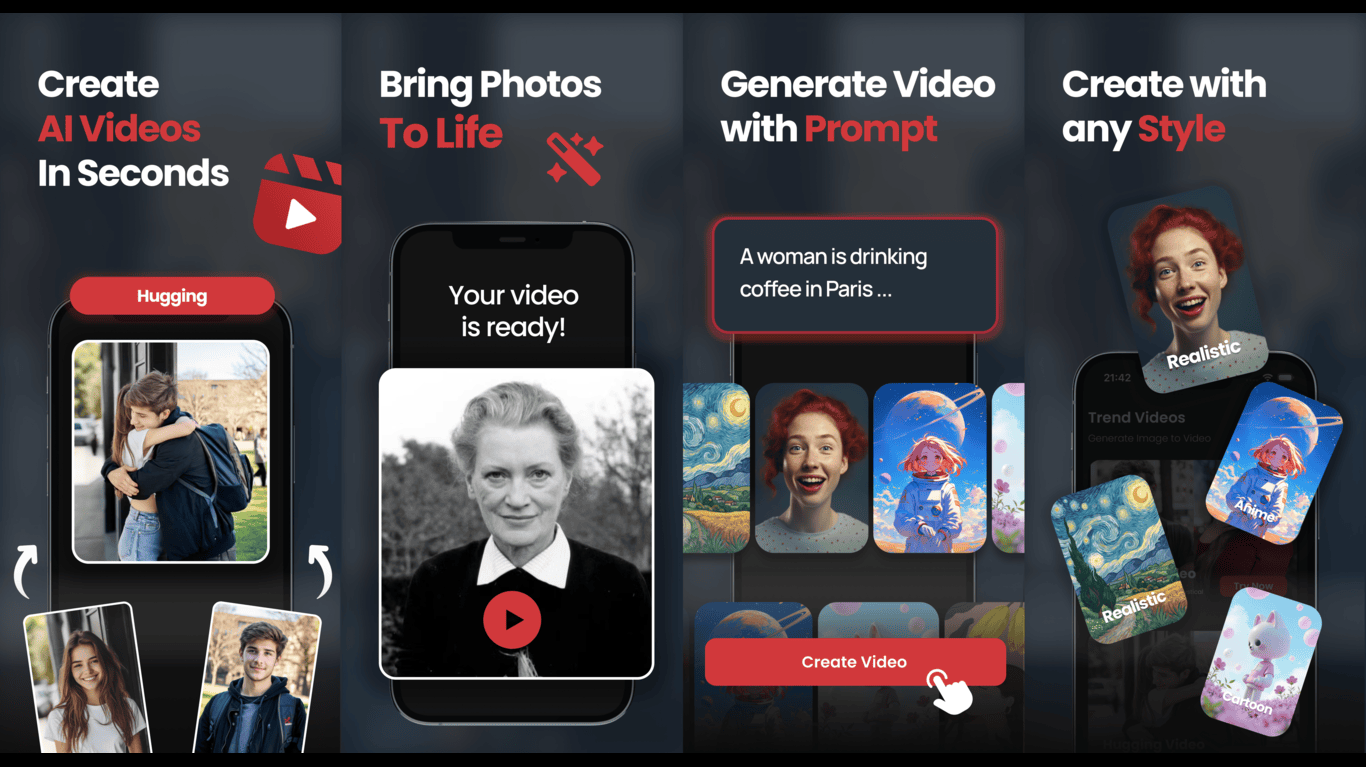 Create
AI Videos
In Seconds
Hugging
Bring Photos
To Life
Your video
is ready!
Generate Video
with Prompt
A woman is drinking
coffee in Paris ...
Create Video
Create with
any Style
Realistic
21:42
Trend Videos
Generate Image to Video
Anime
Realistic
Try Now
Cartoon
Hugging Video